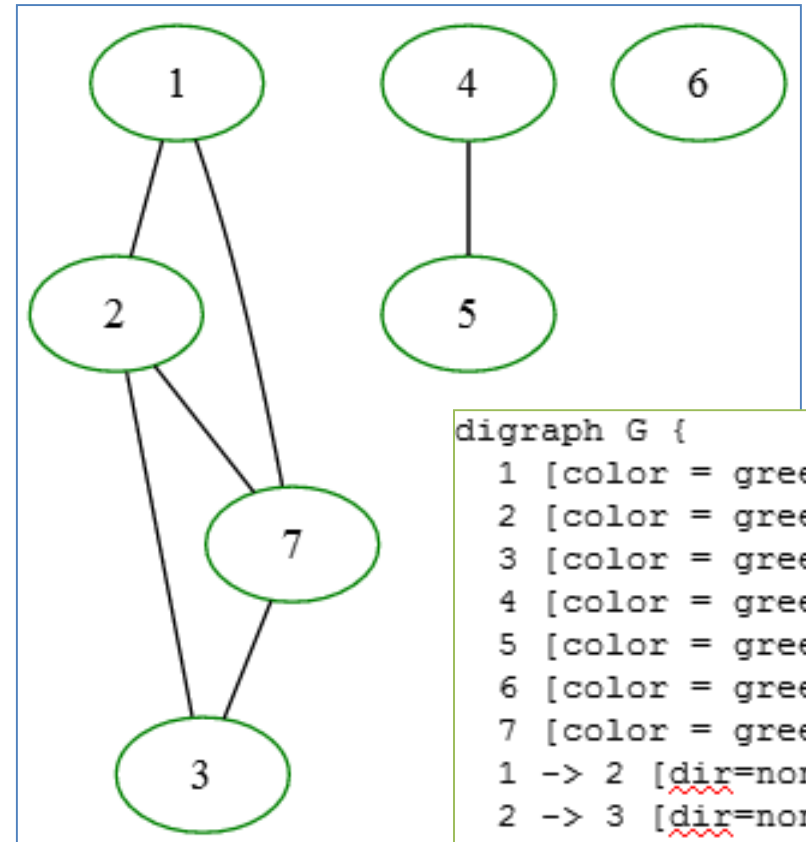 1
4
6
2
5
7
3
digraph G {
1 [color = gree
2 [color = gree
3 [color = gree
4 [color = gree
5 [color = gree
6 [color = gree
7 [color = gree
1 -> 2 [dir=nor
2 -> 3 [dir=nor